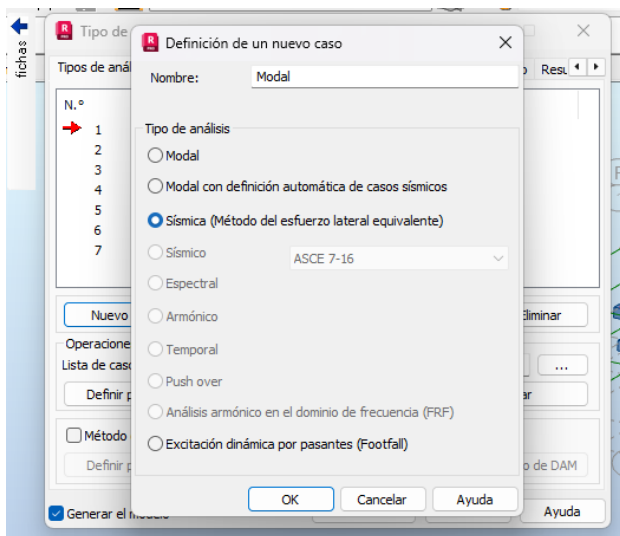 fichas
Tipo de
Definición de un nuevo caso
Tipos de aná
Resu
Nombre:
Modal
N.°
1
2
3
4
5
6
7
Tipo de análisis
Modal
Modal con definición automática de casos sísmicos
Sísmica (Método del esfuerzo lateral equivalente)
Sísmico
ASCE 7-16
Espectral
Armónico
Temporal
Push over
Análisis armónico en el dominio de frecuencia (FRF)
Excitación dinámica por pasantes (Footfall)
OK
Cancelar
Ayuda
Nuevo
Eliminar
Operacione
Lista de caso
...
Definir p
ar
Método
Definir p
o de DAM
Generar el modelo
Ayuda